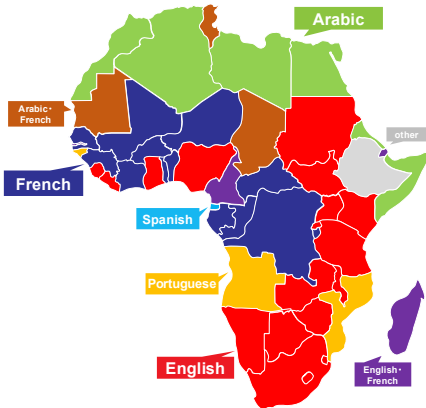 Arabic
Arabic·
French
other
French
Spanish
Portuguese
English
English·
French